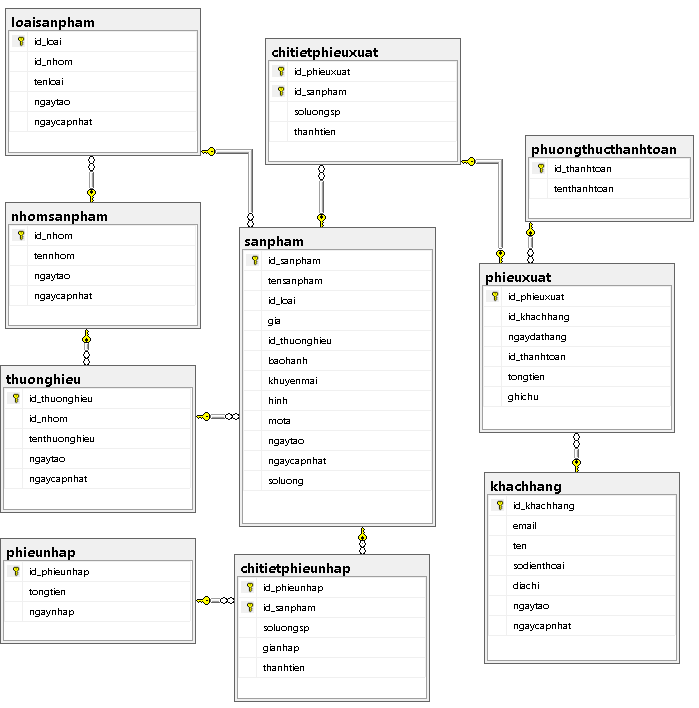 loaisanpham
id_loai
id_nhom
tenloai
ngaytao
ngaycapnhat
nhomsanpham
id_nhom
tennhom
ngaytao
ngaycapnhat
thuonghieu
id_thuonghieu
id_nhom
tenthuonghieu
ngaytao
ngaycapnhat
phieunhap
id_phieunhap
tongtien
ngaynhap
chitietphieuxuat
id_phieuxuat
id_sanpham
soluongsp
thanhtien
sanpham
id_sanpham
tensanpham
id_loai
gia
id_thuonghieu
baohanh
khuyenmai
hinh
mota
ngaytao
ngaycapnhat
soluong
chitietphieunhap
id_phieunhap
id_sanpham
soluongsp
gianhap
thanhtien
phuongthucthanhtoan
id_thanhtoan
tenthanhtoan
phieuxuat
id_phieuxuat
id_khachhang
ngaydathang
id_thanhtoan
tongtien
ghichu
khachhang
id_khachhang
email
ten
sodienthoai
diachi
ngaytao
ngaycapnhat